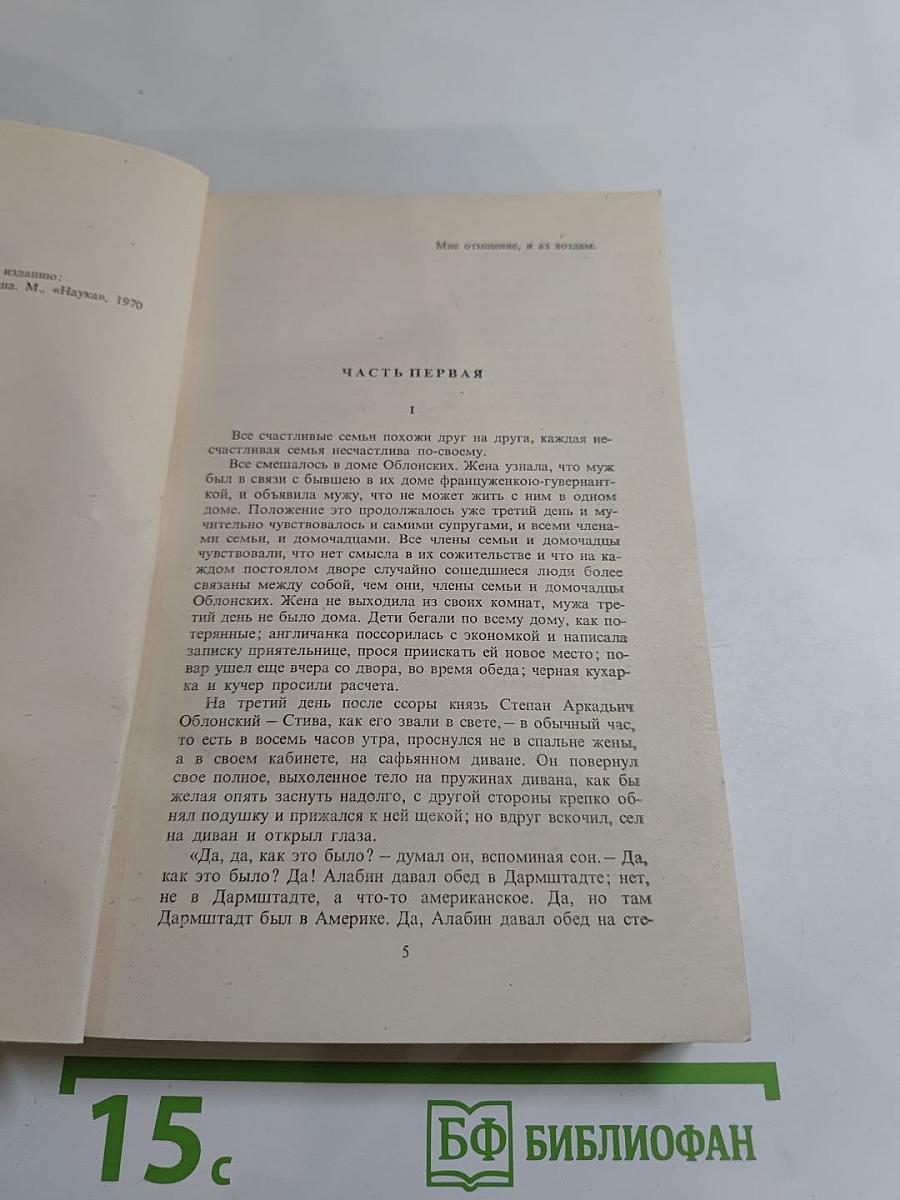 изданию:
на. М., «Наука». 1970
Мне отмщение, и аз воздам.
ЧАСТЬ ПЕРВАЯ
I
Все счастливые семьи похожи друг на друга, каждая не-
счастливая семья несчастлива по-своему.
Все смешалось в доме Облонских. Жена узнала, что муж
был в связи с бывшею в их доме француженкою-гувернант-
кой, и объявила мужу, что не может жить с ним в одном
доме. Положение это продолжалось уже третий день и му-
чительно чувствовалось и самими супругами, и всеми члена-
ми семьи, и домочадцами. Все члены семьи и домочадцы
чувствовали, что нет смысла в их сожительстве и что на ка-
ждом постоялом дворе случайно сошедшиеся люди более
связаны между собой, чем они, члены семьи и домочадцы
Облонских. Жена не выходила из своих комнат, мужа тре-
тий день не было дома. Дети бегали по всему дому, как по-
терянные; англичанка поссорилась с экономкой и написала
записку приятельнице, прося приискать ей новое место; по-
вар ушел еще вчера со двора, во время обеда; черная кухар-
ка и кучер просили расчета.
На третий день после ссоры князь Степан Аркадьич
Облонский — Стива, как его звали в свете, — в обычный час,
то есть в восемь часов утра, проснулся не в спальне жены,
а в своем кабинете, на сафьянном диване. Он повернул
свое полное, выхоленное тело на пружинах дивана, как бы
желая опять заснуть надолго, с другой стороны крепко об-
нял подушку и прижался к ней щекой; но вдруг вскочил, сел
на диван и открыл глаза.
«Да, да, как это было? — думал он, вспоминая сон. — Да,
как это было? Да! Алабин давал обед в Дармштадте; нет,
не в Дармштадте, а что-то американское. Да, но там
Дармштадт был в Америке. Да, Алабин давал обед на сте-
5
15 с
БФ БИБЛИОФАН